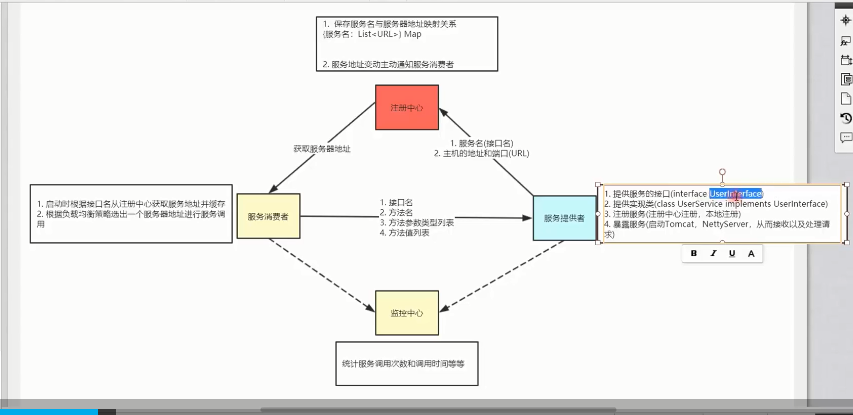 1. 保存服务名与服务器地址映射关系
(服务名：List<URL>) Map
2. 服务地址变动主动通知服务消费者
注册中心
获取服务器地址
1. 服务名(接口名)
2. 主机的地址和端口(URL)
1. 启动时根据接口名从注册中心获取服务地址并缓存
2. 根据负载均衡策略选出一个服务器地址进行服务调
用
服务消费者
1. 接口名
2. 方法名
3. 方法参数类型列表
4. 方法值列表
服务提供者
1. 提供服务的接口(interface UserInterface)
2. 提供实现类(class UserService implements UserInterface)
3. 注册服务(注册中心注册，本地注册)
4. 暴露服务(启动Tomcat，NettyServer，从而接收以及处理请
求)
B I U A
监控中心
统计服务调用次数和调用时间等等